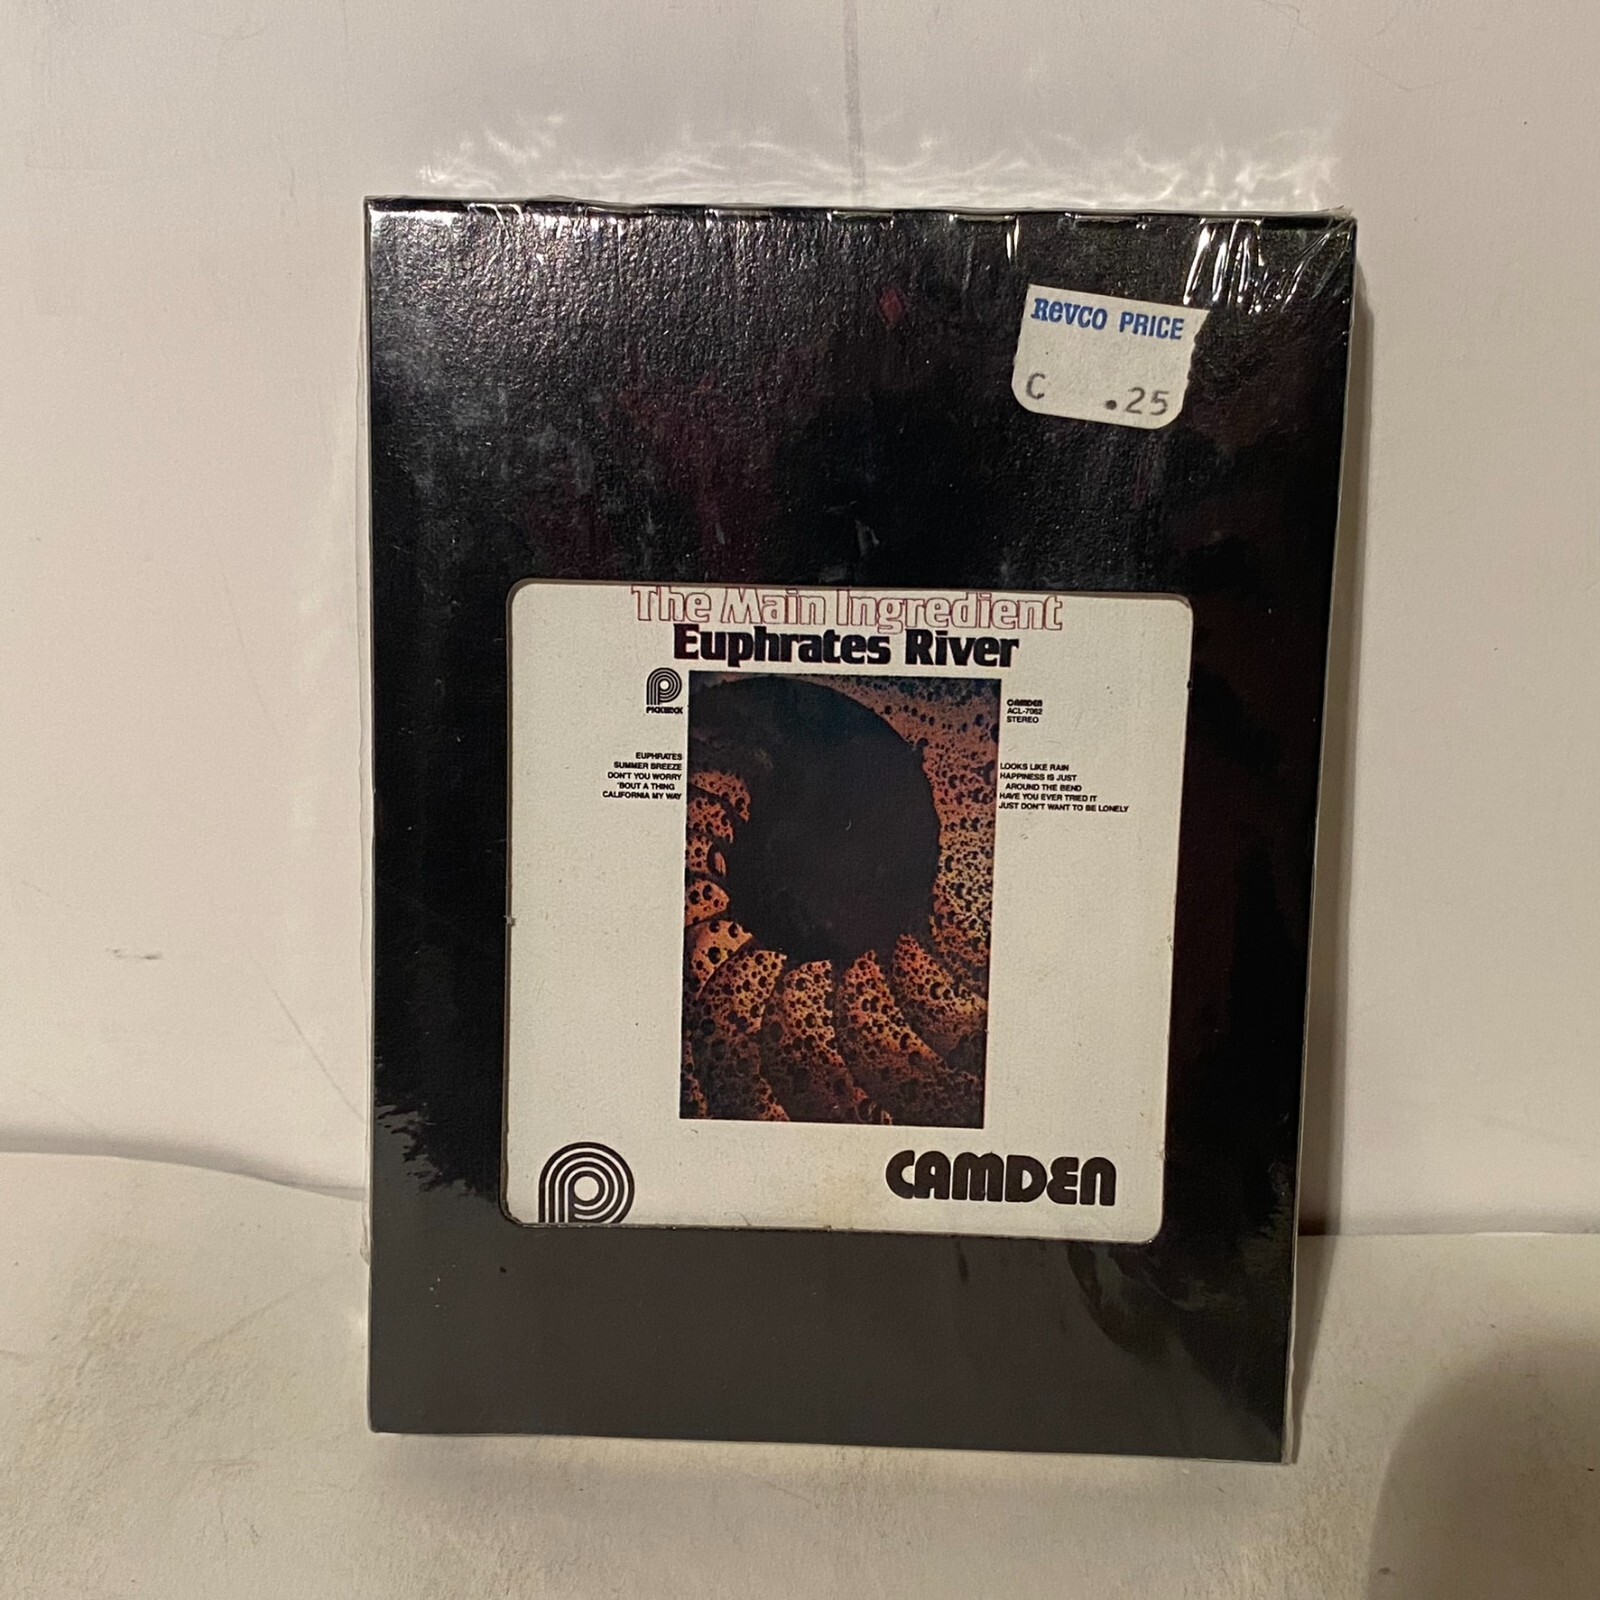 Revco PRICE
C .25
The Main Ingredient
Euphrates River
PICKWICK
CAMDEN
ACL-7062
STEREO
EUPHRATES
SUMMER BREEZE
DON'T YOU WORRY
'BOUT A THING
CALIFORNIA MY WAY
LOOKS LIKE RAIN
HAPPINESS IS JUST
AROUND THE BEND
HAVE YOU EVER TRIED IT
JUST DON'T WANT TO BE LONELY
P
CAMDEN